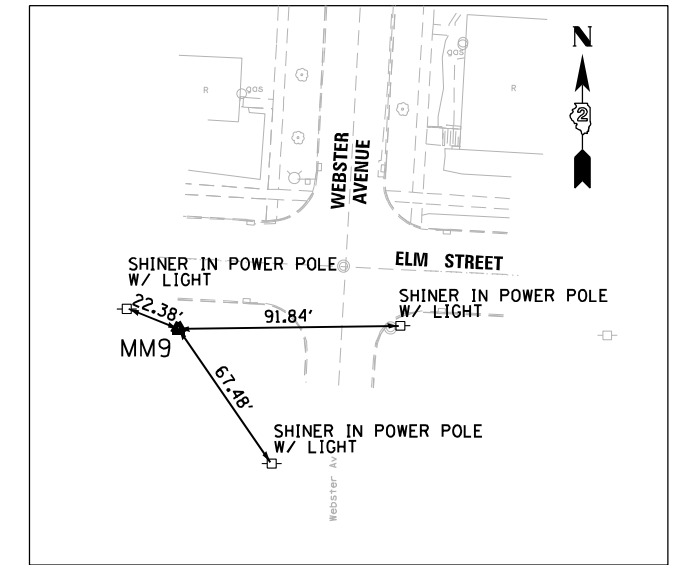 N
2
gas
R
gas
R
WEBSTER
AVENUE
ELM STREET
SHINER IN POWER POLE
W/ LIGHT
SHINER IN POWER POLE
W/ LIGHT
22.38'
91.84'
MM9
67.48'
SHINER IN POWER POLE
W/ LIGHT
Webster Av